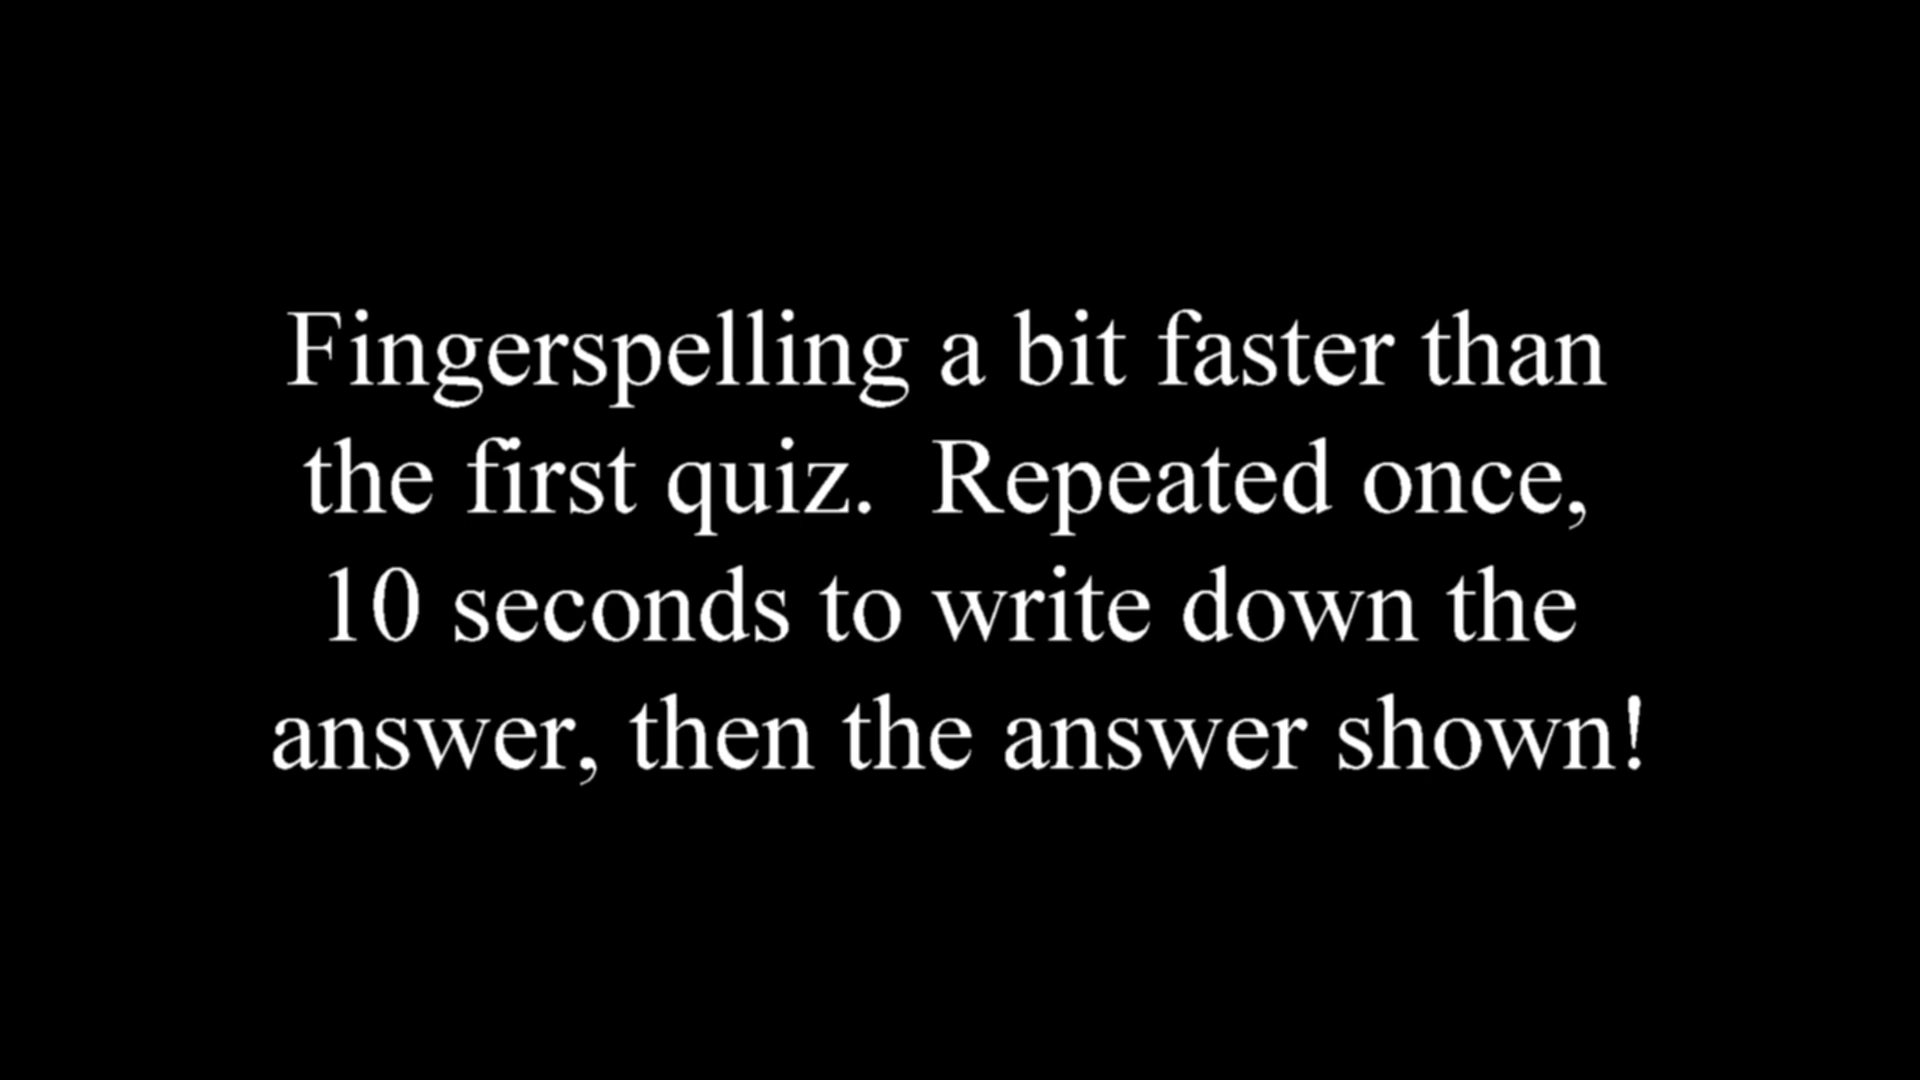 Fingerspelling a bit faster than
the first quiz.  Repeated once,
10 seconds to write down the
answer, then the answer shown!